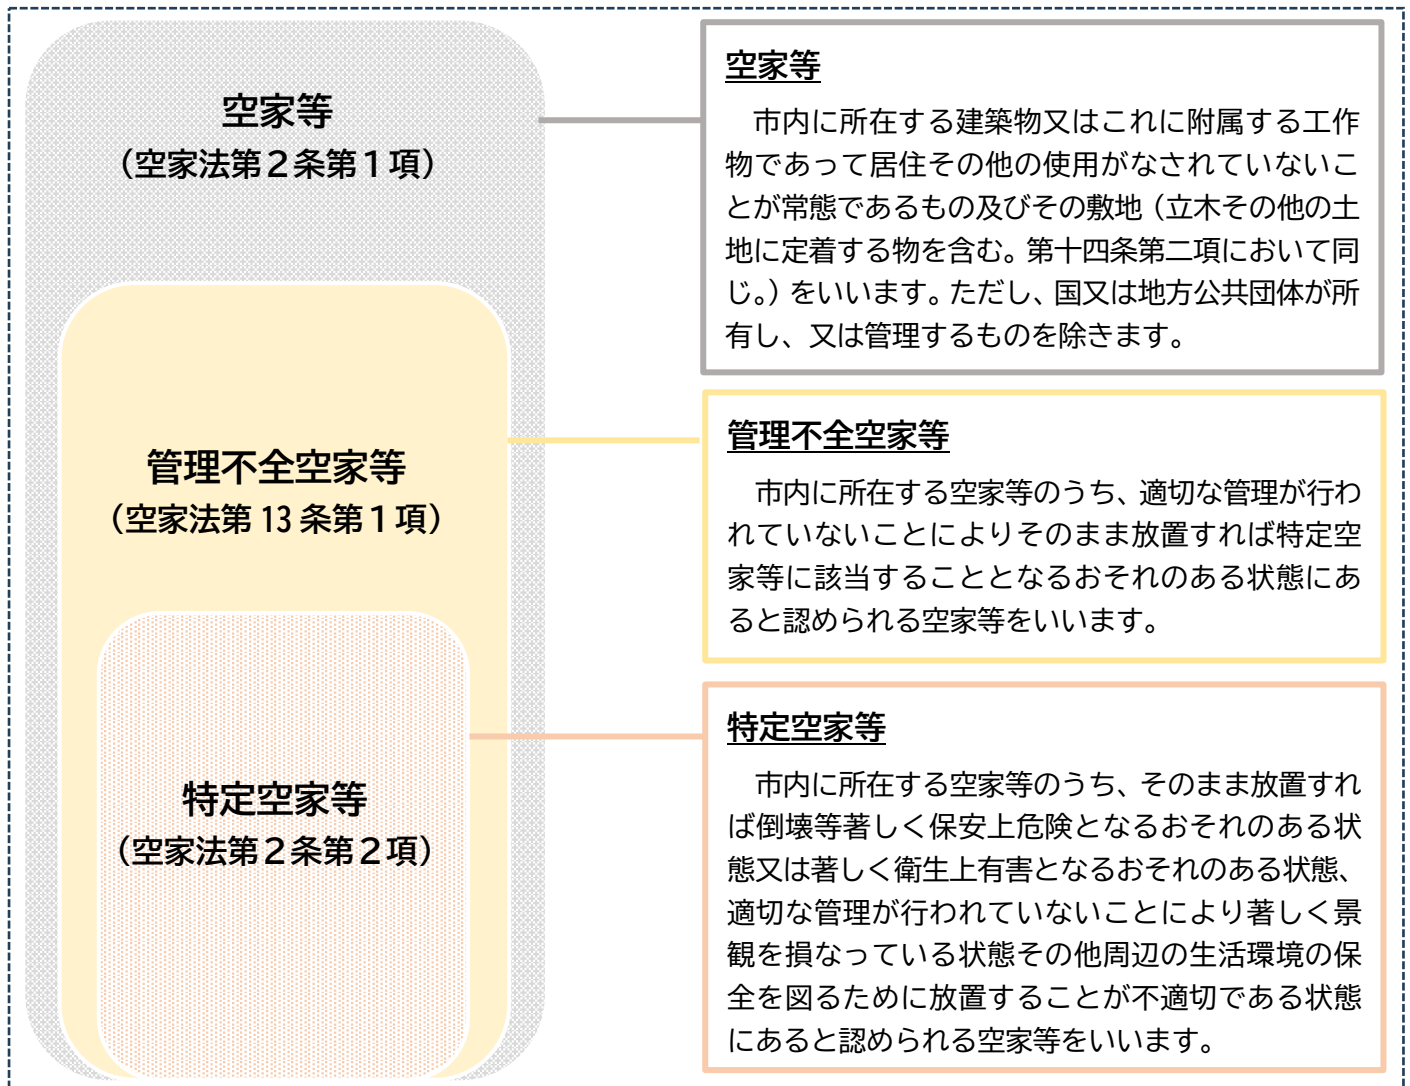 空家等
（空家法第２条第１項）
管理不全空家等
（空家法第 13 条第１項）
特定空家等
（空家法第２条第２項）
空家等
市内に所在する建築物又はこれに附属する工作
物であって居住その他の使用がなされていないこ
とが常態であるもの及びその敷地（立木その他の土
地に定着する物を含む。第十四条第二項において同
じ。）をいいます。ただし、国又は地方公共団体が所
有し、又は管理するものを除きます。
管理不全空家等
市内に所在する空家等のうち、適切な管理が行わ
れていないことによりそのまま放置すれば特定空
家等に該当することとなるおそれのある状態にあ
ると認められる空家等をいいます。
特定空家等
市内に所在する空家等のうち、そのまま放置すれ
ば倒壊等著しく保安上危険となるおそれのある状
態又は著しく衛生上有害となるおそれのある状態、
適切な管理が行われていないことにより著しく景
観を損なっている状態その他周辺の生活環境の保
全を図るために放置することが不適切である状態
にあると認められる空家等をいいます。